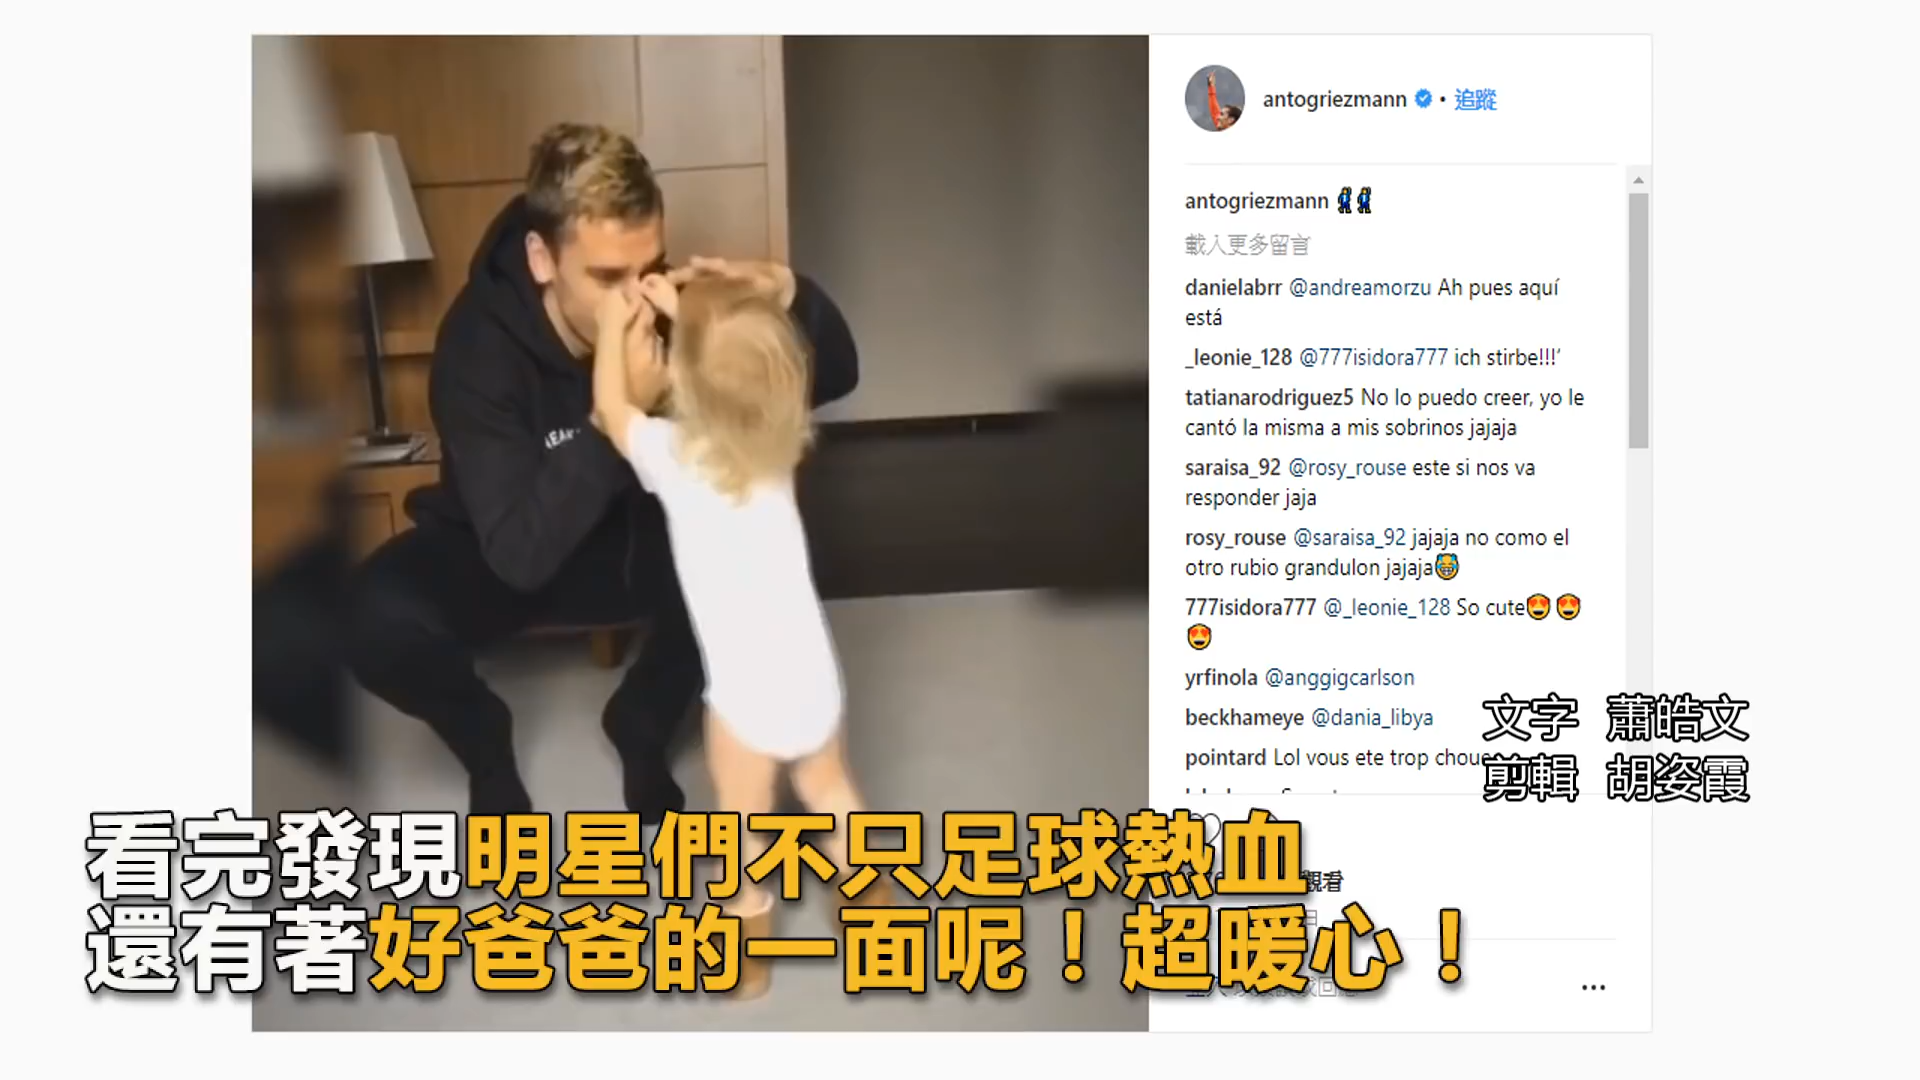 antogriezmann • 追蹤
antogriezmann
載入更多留言
danielabrr @andreamorzu Ah pues aquí
está
_leonie_128 @777isidora777 ich stirbe!!!’
tatianarodriguez5 No lo puedo creer, yo le
cantó la misma a mis sobrinos jajaja
saraisa_92 @rosy_rouse este si nos va
responder jaja
rosy_rouse @saraisa_92 jajaja no como el
otro rubio grandulon jajaja😹
777isidora777 @_leonie_128 So cute😍😍
😍
yrfinola @anggigcarlson
beckhameye @dania_libya
pointard Lol vous ete trop chou
文字 蕭皓文
剪輯 胡姿霞
看完發現明星們不只足球熱血
觀看
還有著好爸爸的一面呢！超暖心！